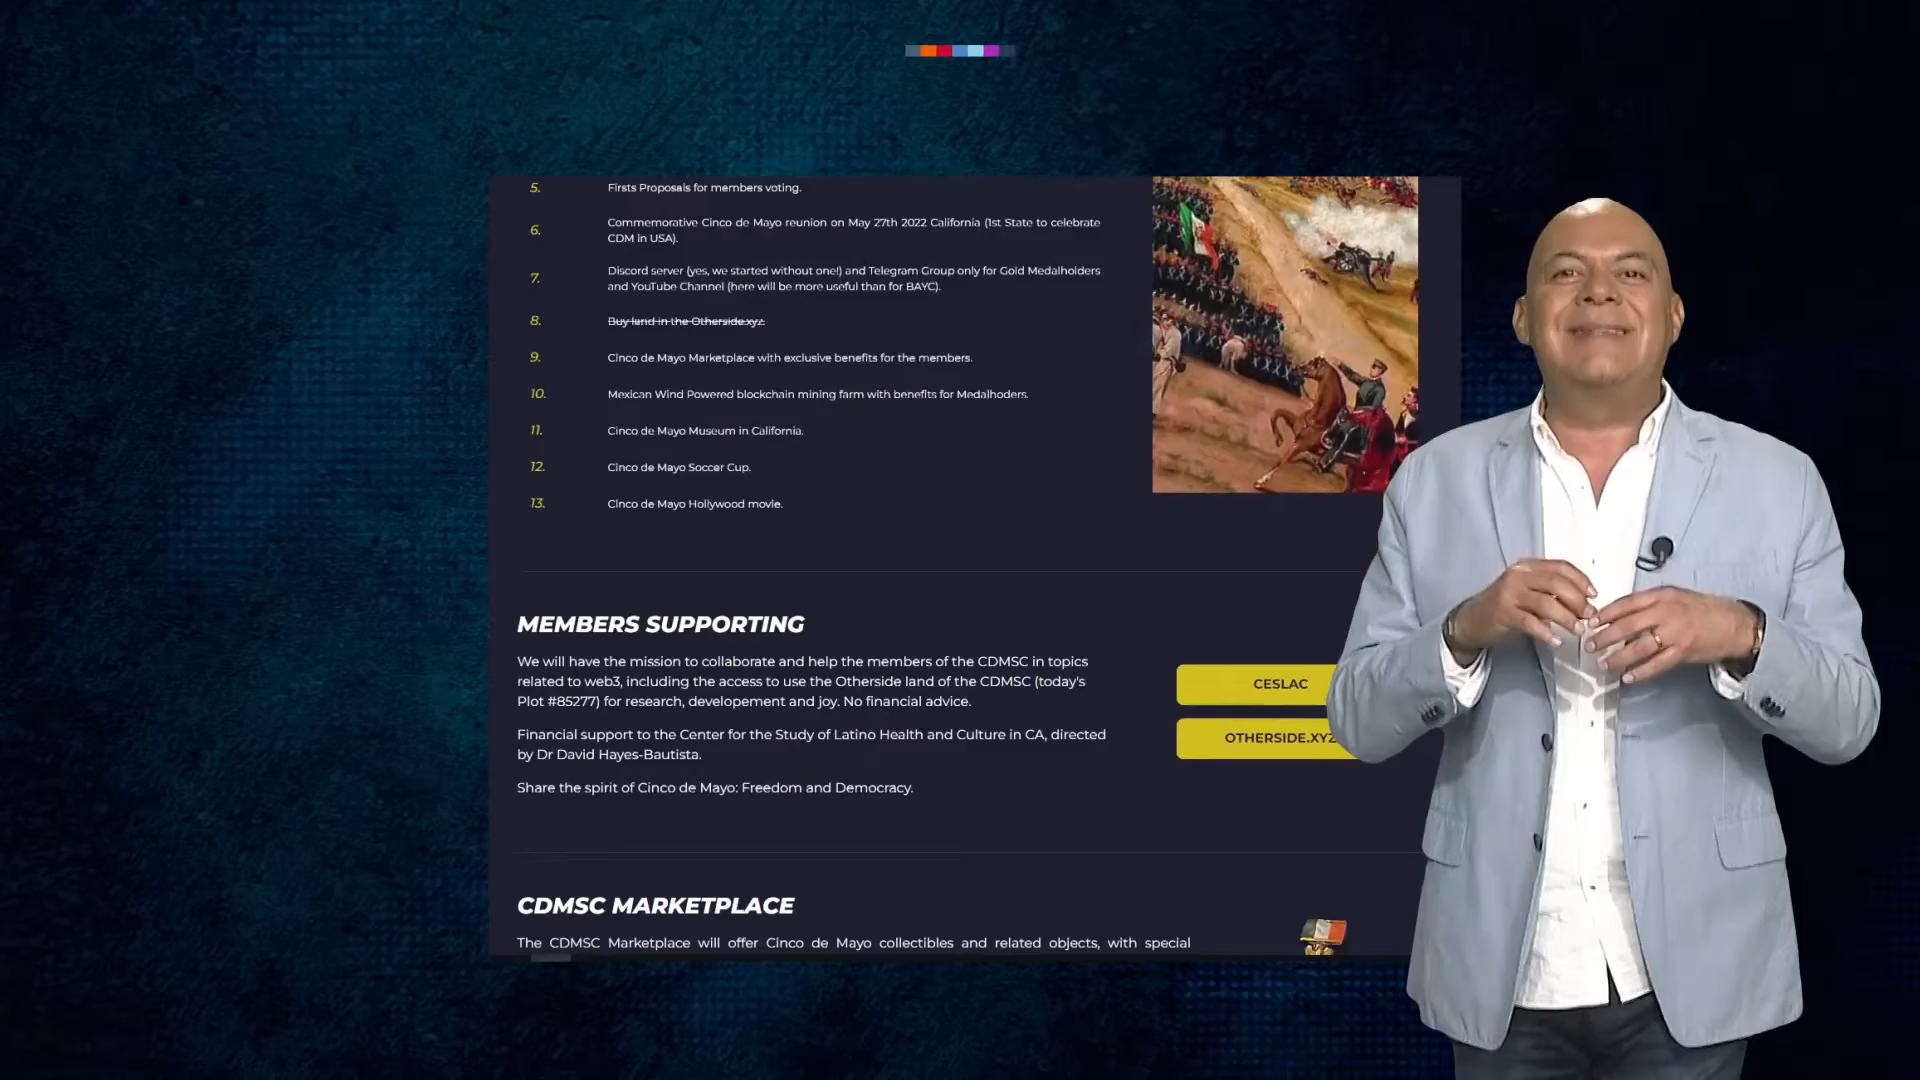 5. Firsts Proposals for members voting.
6. Commemorative Cinco de Mayo reunion on May 27th 2022 California (1st State to celebrate
CDM in USA).
7. Discord server (yes, we started without one!) and Telegram Group only for Gold Medalholders
and YouTube Channel (here will be more useful than for BAYC).
8. Buy land in the Otherside.xyz.
9. Cinco de Mayo Marketplace with exclusive benefits for the members.
10. Mexican Wind Powered blockchain mining farm with benefits for Medalhoders.
11. Cinco de Mayo Museum in California.
12. Cinco de Mayo Soccer Cup.
13. Cinco de Mayo Hollywood movie.
MEMBERS SUPPORTING
We will have the mission to collaborate and help the members of the CDMSC in topics
related to web3, including the access to use the Otherside land of the CDMSC (today's
Plot #85277) for research, developement and joy. No financial advice.
Financial support to the Center for the Study of Latino Health and Culture in CA, directed
by Dr David Hayes-Bautista.
Share the spirit of Cinco de Mayo: Freedom and Democracy.
CESLAC
OTHERSIDE.XYZ
CDMSC MARKETPLACE
The CDMSC Marketplace will offer Cinco de Mayo collectibles and related objects, with special